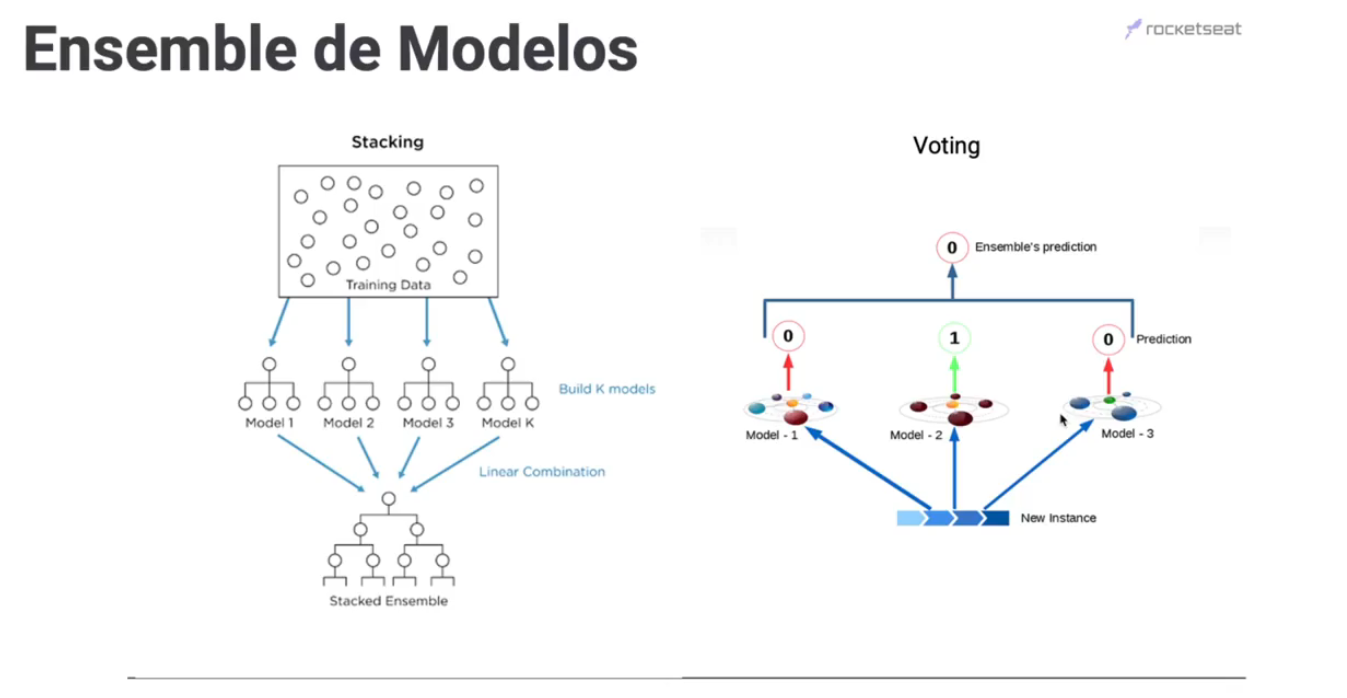 Ensemble de Modelos
rocketseat
Stacking
Training Data
Model 1
Model 2
Model 3
Model K
Build K models
Linear Combination
Stacked Ensemble
Voting
0
Ensemble's prediction
0
1
0
Prediction
Model - 1
Model - 2
Model - 3
New Instance